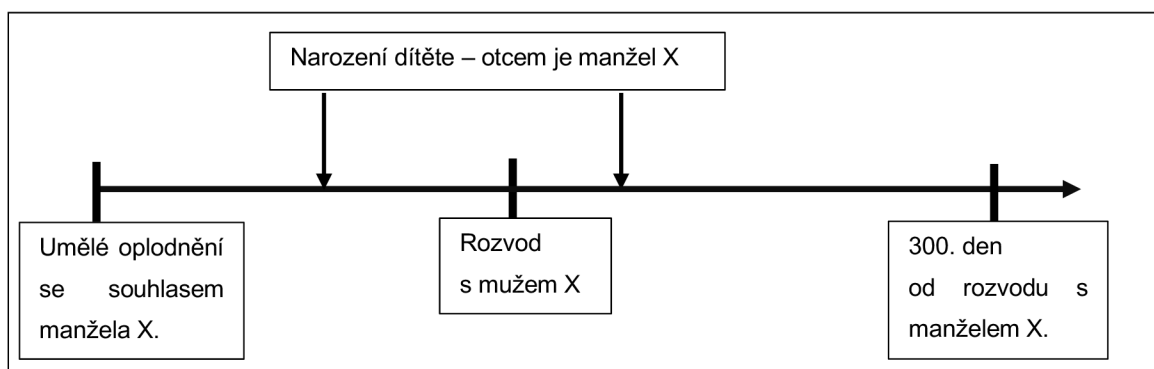 Narození dítěte – otcem je manžel X
Umělé oplodnění
se souhlasem
manžela X.
Rozvod
s mužem X
300. den
od rozvodu s
manželem X.